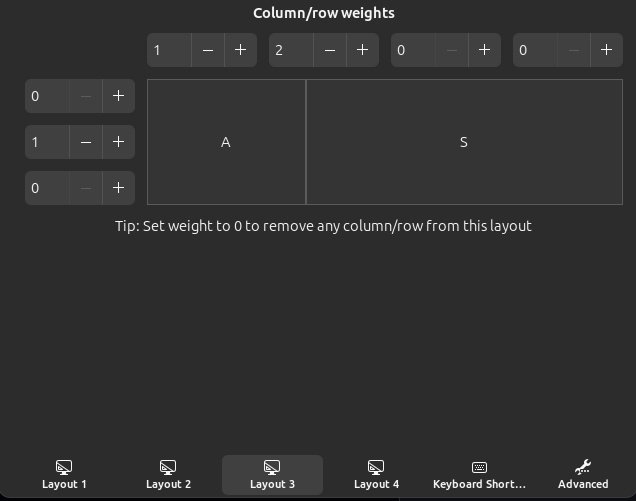 Column/row weights
1 − + 2 − + 0 − + 0 − +
0 − +
1 − +
0 − +
A S
Tip: Set weight to 0 to remove any column/row from this layout
Layout 1 Layout 2 Layout 3 Layout 4 Keyboard Short… Advanced